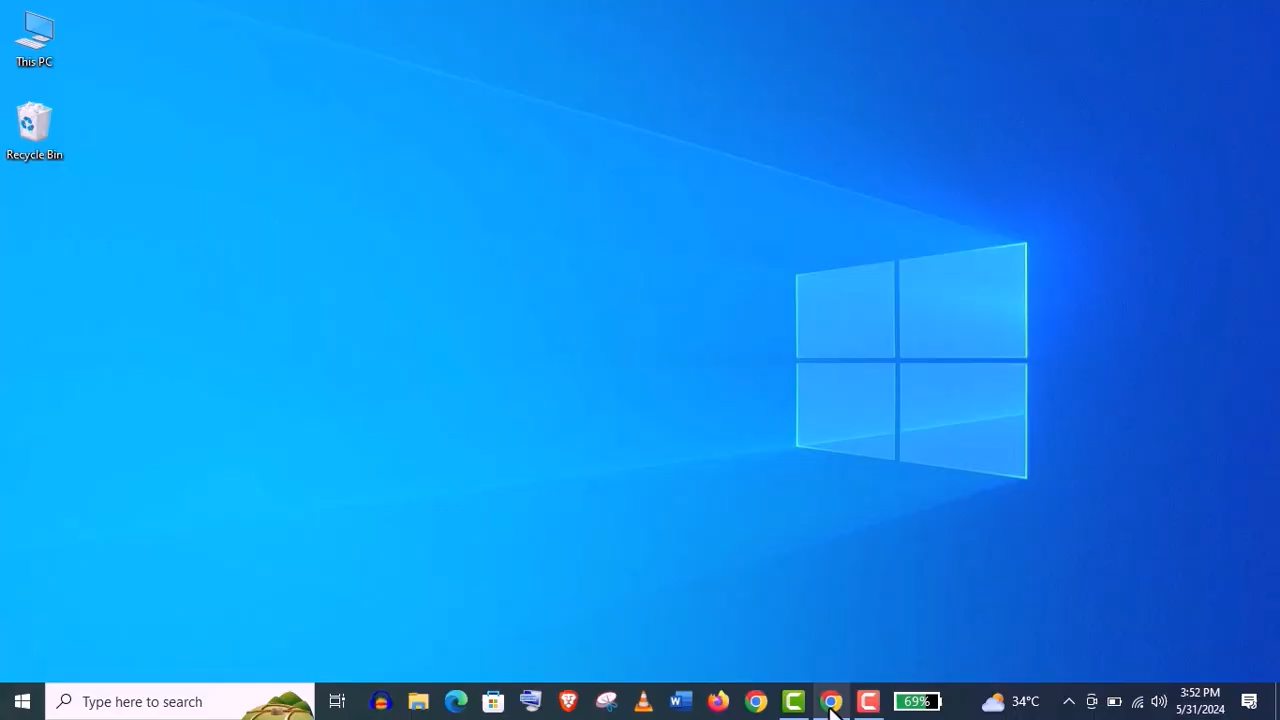 This PC
Recycle Bin
Type here to search
69%
34°C
3:52 PM
5/31/2024